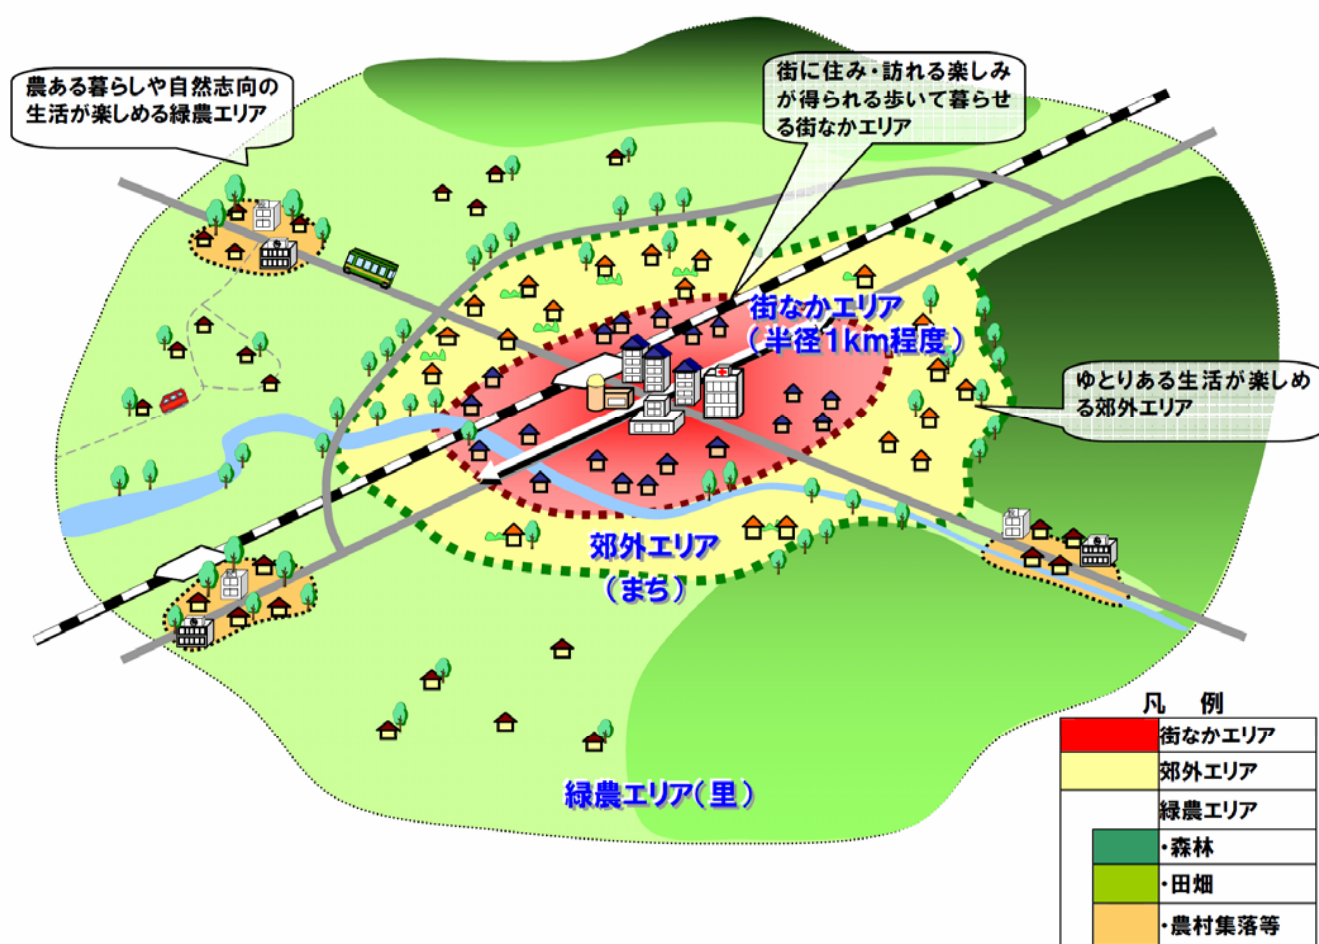 農ある暮らしや自然志向の
生活が楽しめる緑農エリア
街に住み・訪れる楽しみ
が得られる歩いて暮らせ
る街なかエリア
街なかエリア
(半径1km程度)
ゆとりある生活が楽しめ
る郊外エリア
郊外エリア
(まち)
緑農エリア(里)
凡 例
街なかエリア
郊外エリア
緑農エリア
・森林
・田畑
・農村集落等